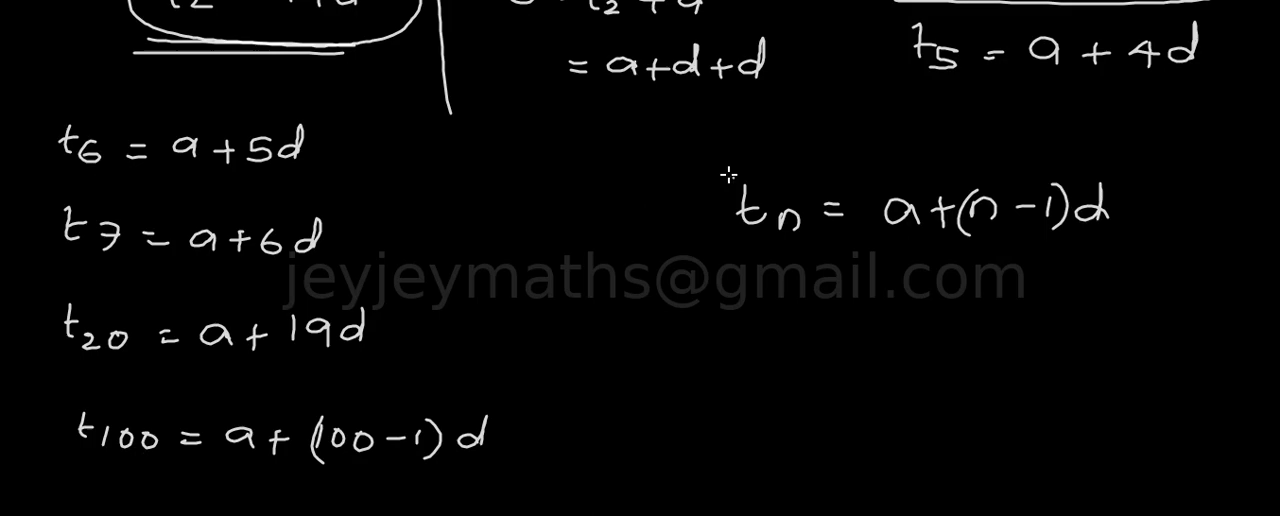 = a+d+d
t5 = a + 4d
t6 = a + 5d
tn = a+(n-1)d
t7 = a+6d
jeyjeymaths@gmail.com
t20 = a + 19d
t100 = a + (100-1) d